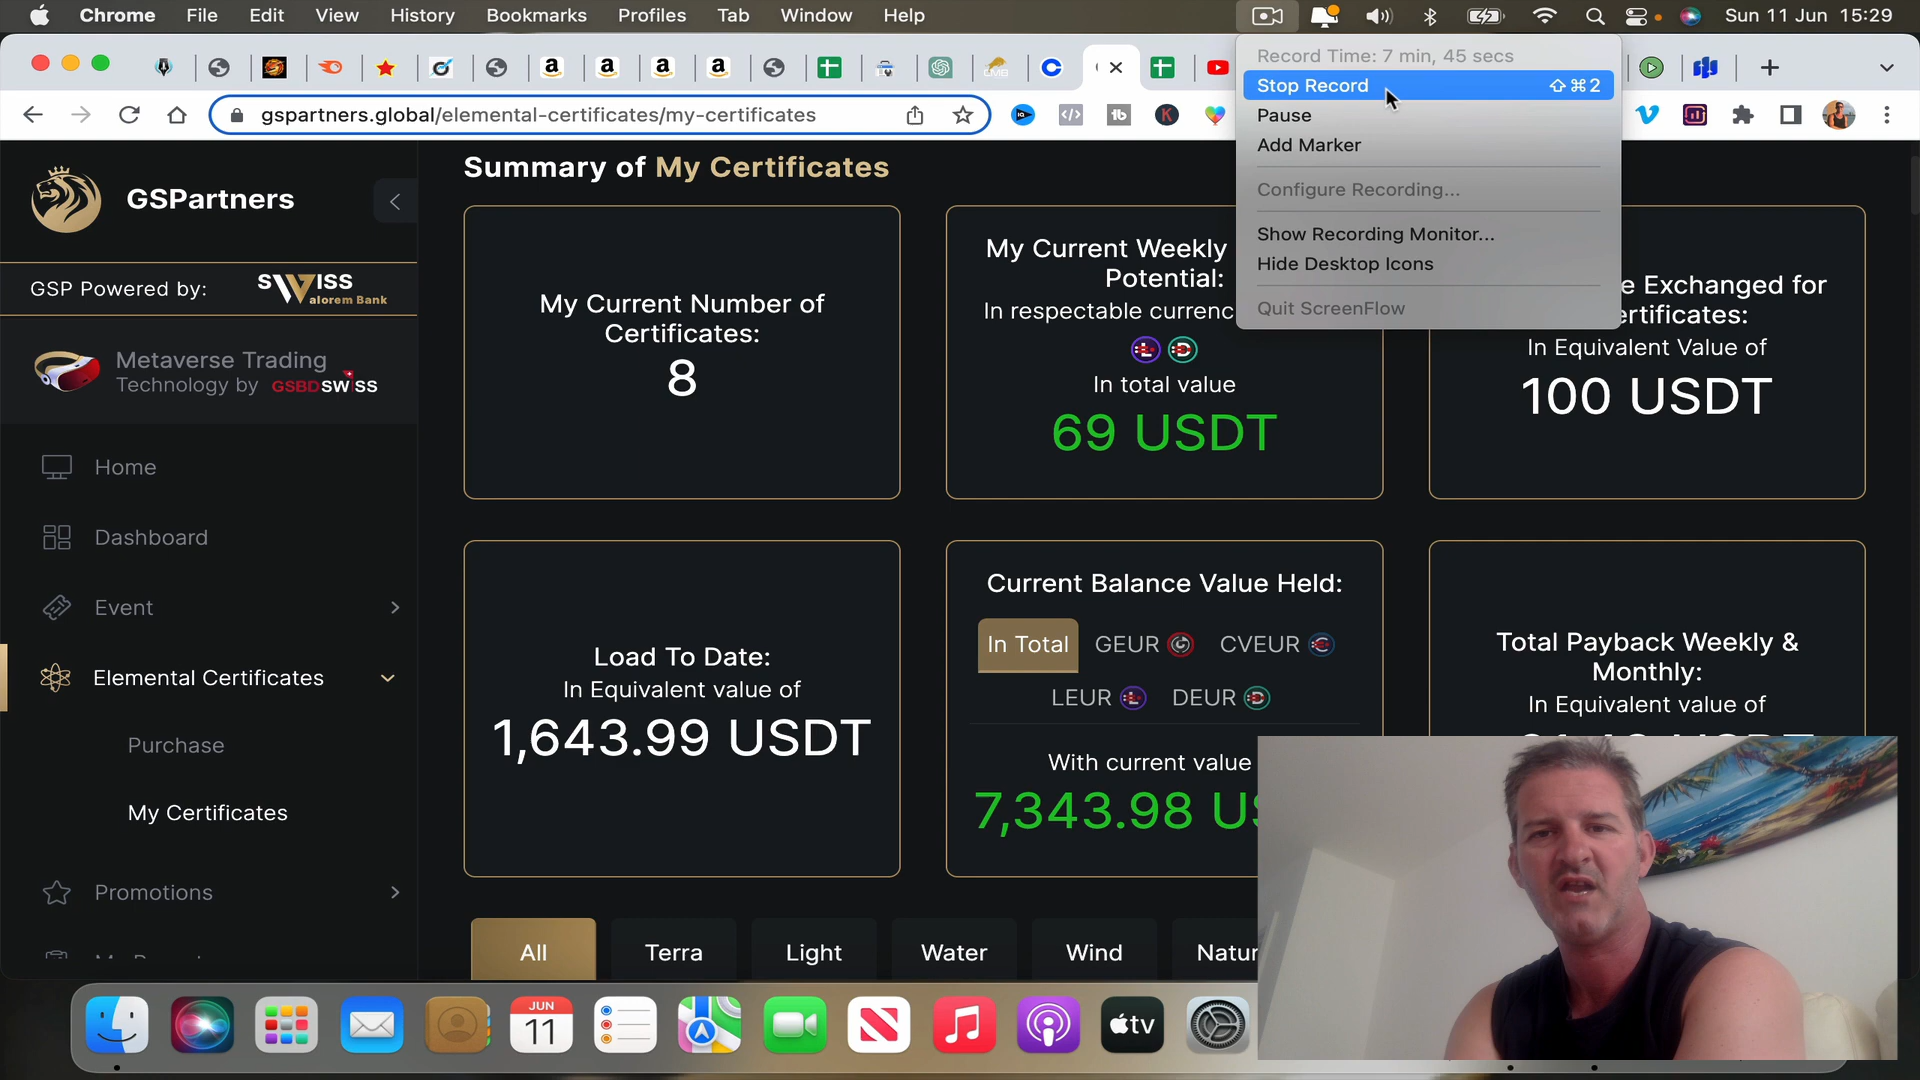 Chrome File Edit View History Bookmarks Profiles Tab Window Help
Sun 11 Jun 15:29
Record Time: 7 min, 45 secs
Stop Record ⇧⌘2
Pause
Add Marker
Configure Recording...
Show Recording Monitor...
Hide Desktop Icons
Quit ScreenFlow
gspartners.global/elemental-certificates/my-certificates
GSPartners
GSP Powered by:
SWISS
alorem Bank
Metaverse Trading
Technology by GSBDSWISS
Home
Dashboard
Event
Elemental Certificates
Purchase
My Certificates
Promotions
Summary of My Certificates
My Current Number of
Certificates:
8
My Current Weekly
Potential:
In respectable currenc
In total value
69 USDT
e Exchanged for
ertificates:
In Equivalent Value of
100 USDT
Load To Date:
In Equivalent value of
1,643.99 USDT
Current Balance Value Held:
In Total GEUR CVEUR
LEUR DEUR
With current value
7,343.98 US
Total Payback Weekly &
Monthly:
In Equivalent value of
All Terra Light Water Wind Natur
JUN
11
tv